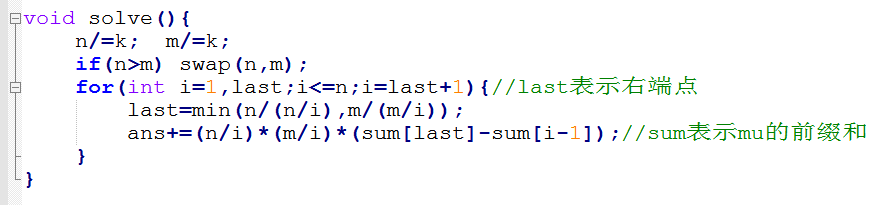 void solve(){
n/=k; m/=k;
if(n>m) swap(n,m);
for(int i=1,last;i<=n;i=last+1){//last表示右端点
last=min(n/(n/i),m/(m/i));
ans+=(n/i)*(m/i)*(sum[last]-sum[i-1]);//sum表示mu的前缀和
}
}